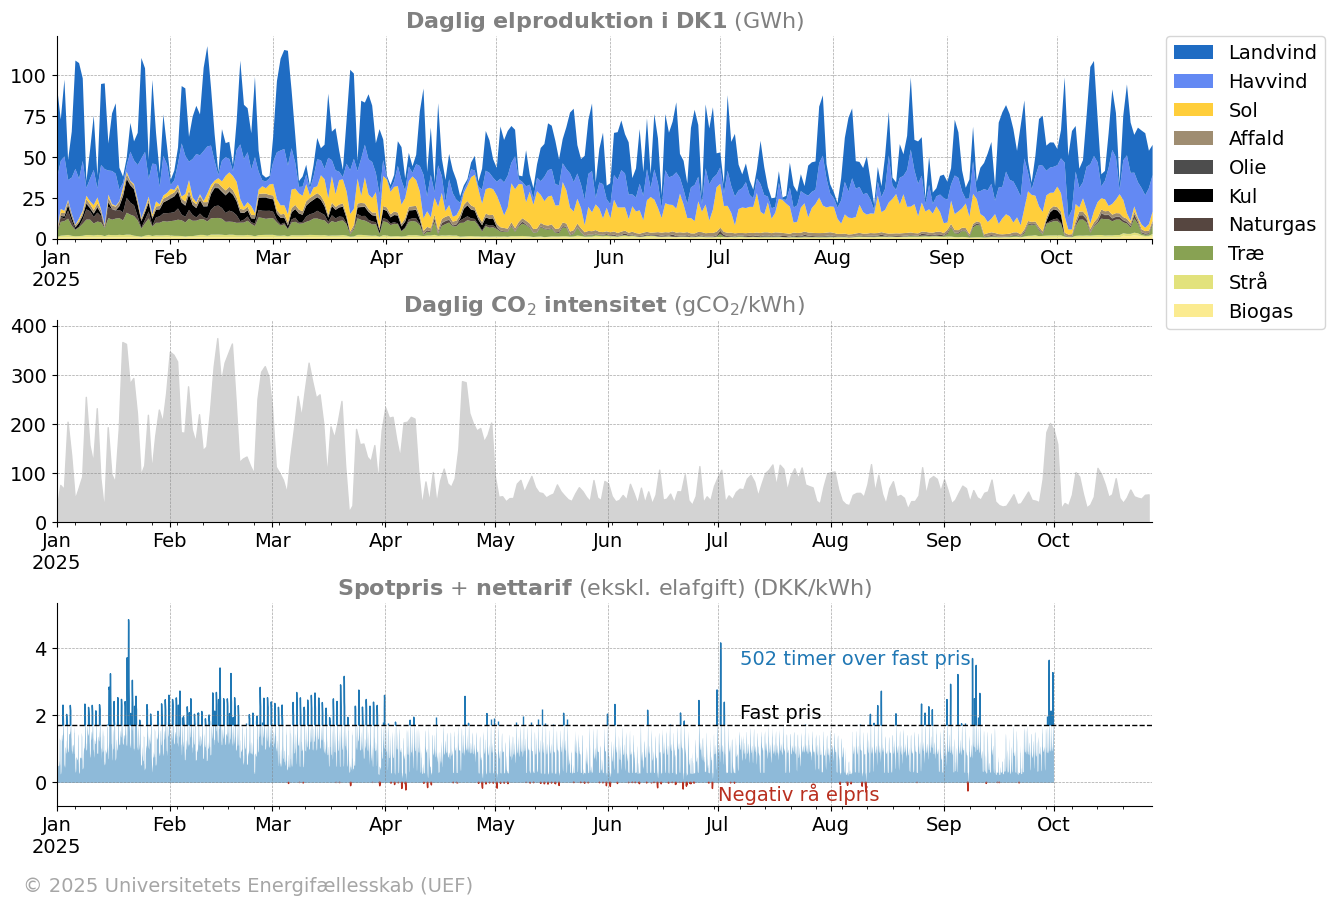 Daglig elproduktion i DK1 (GWh)
100
75
50
25
0
Jan
2025
Feb
Mar
Apr
May
Jun
Jul
Aug
Sep
Oct
Landvind
Havvind
Sol
Affald
Olie
Kul
Naturgas
Træ
Strå
Biogas
Daglig CO₂ intensitet (gCO₂/kWh)
400
300
200
100
0
Jan
2025
Feb
Mar
Apr
May
Jun
Jul
Aug
Sep
Oct
Spotpris + nettarif (ekskl. elafgift) (DKK/kWh)
4
2
0
502 timer over fast pris
Fast pris
Negativ rå elpris
Jan
2025
Feb
Mar
Apr
May
Jun
Jul
Aug
Sep
Oct
© 2025 Universitetets Energifællesskab (UEF)